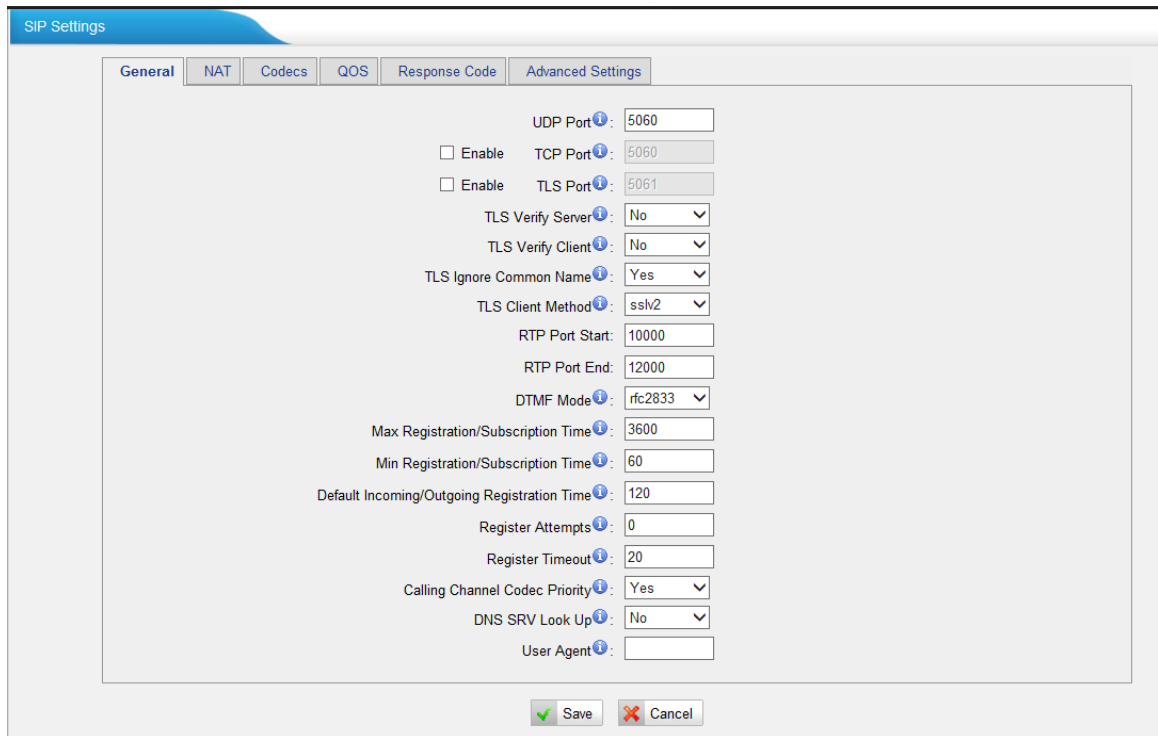 SIP Settings
General NAT Codecs QOS Response Code Advanced Settings
UDP Port: 5060
Enable TCP Port: 5060
Enable TLS Port: 5061
TLS Verify Server: No
TLS Verify Client: No
TLS Ignore Common Name: Yes
TLS Client Method: sslv2
RTP Port Start: 10000
RTP Port End: 12000
DTMF Mode: rfc2833
Max Registration/Subscription Time: 3600
Min Registration/Subscription Time: 60
Default Incoming/Outgoing Registration Time: 120
Register Attempts: 0
Register Timeout: 20
Calling Channel Codec Priority: Yes
DNS SRV Look Up: No
User Agent:
Save Cancel